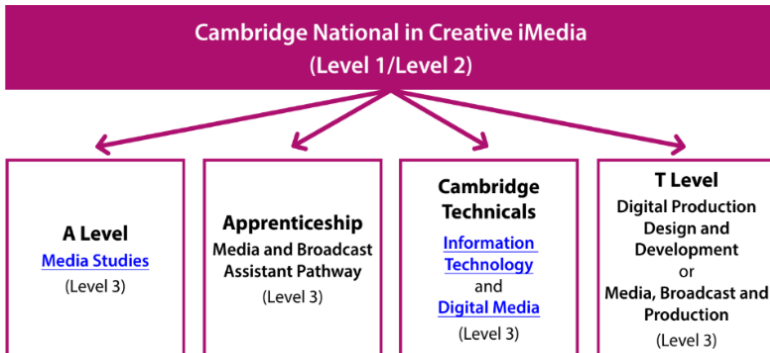 Cambridge National in Creative iMedia
(Level 1/Level 2)
A Level
Media Studies
(Level 3)
Apprenticeship
Media and Broadcast
Assistant Pathway
(Level 3)
Cambridge
Technicals
Information
Technology
and
Digital Media
(Level 3)
T Level
Digital Production
Design and
Development
or
Media, Broadcast and
Production
(Level 3)